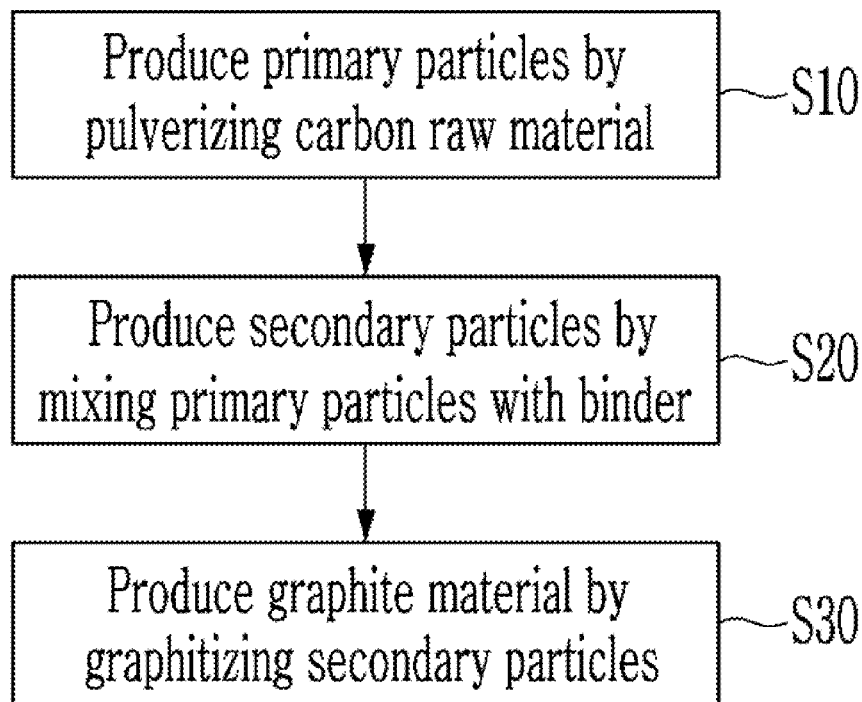 Produce primary particles by
pulverizing carbon raw material
S10
Produce secondary particles by
mixing primary particles with binder
S20
Produce graphite material by
graphitizing secondary particles
S30